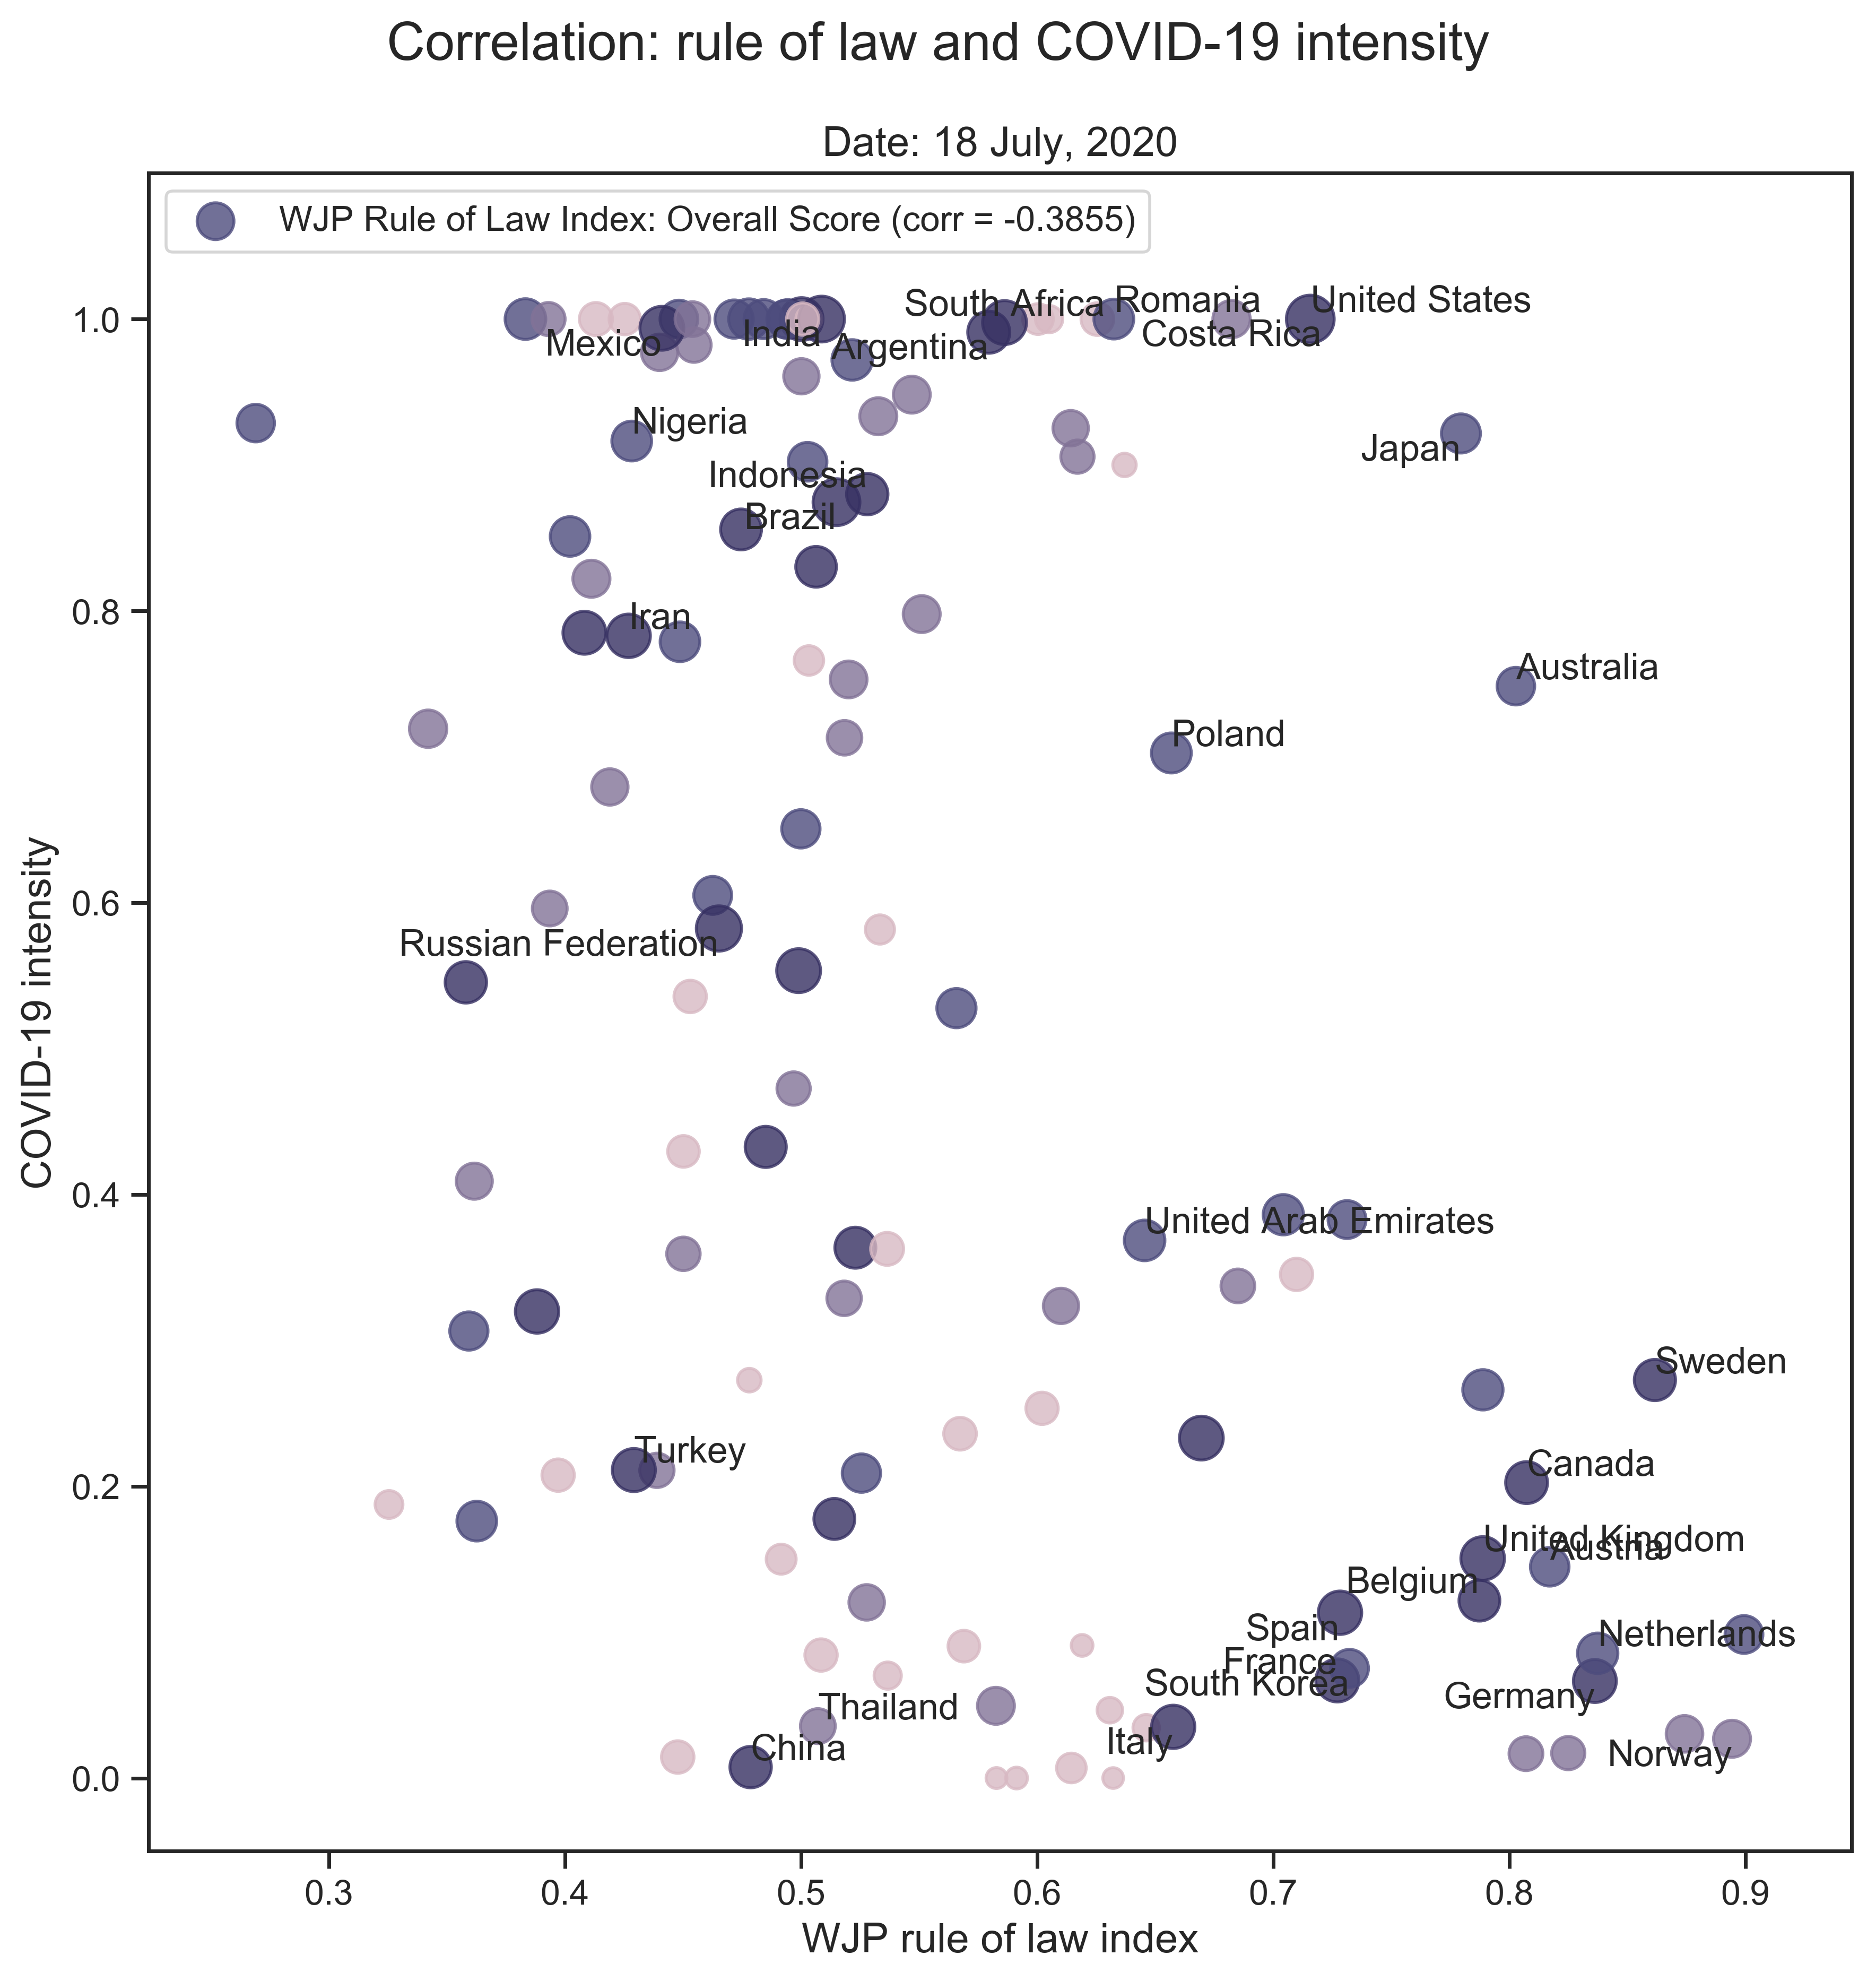 Correlation: rule of law and COVID-19 intensity
Date: 18 July, 2020
WJP Rule of Law Index: Overall Score (corr = -0.3855)
South Africa
Romania
United States
Mexico
India
Argentina
Costa Rica
Nigeria
Japan
Indonesia
Brazil
Iran
Australia
Poland
Russian Federation
United Arab Emirates
Sweden
Turkey
Canada
United Kingdom
Austria
Belgium
Spain
Netherlands
France
South Korea
Germany
Thailand
Italy
China
Norway
1.0
0.8
0.6
0.4
0.2
0.0
COVID-19 intensity
0.3 0.4 0.5 0.6 0.7 0.8 0.9
WJP rule of law index